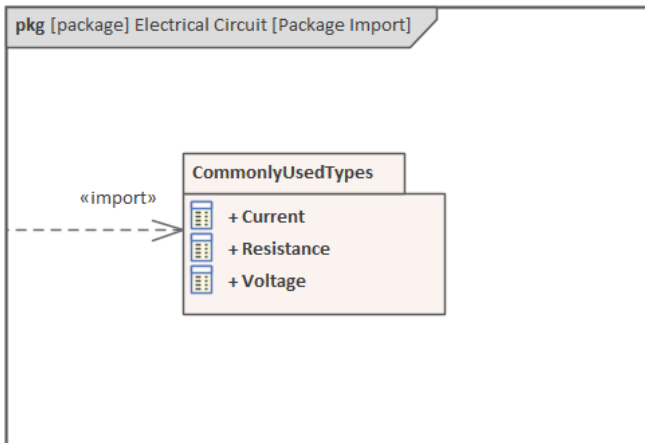 pkg [package] Electrical Circuit [Package Import]
CommonlyUsedTypes
«import»
+ Current
+ Resistance
+ Voltage